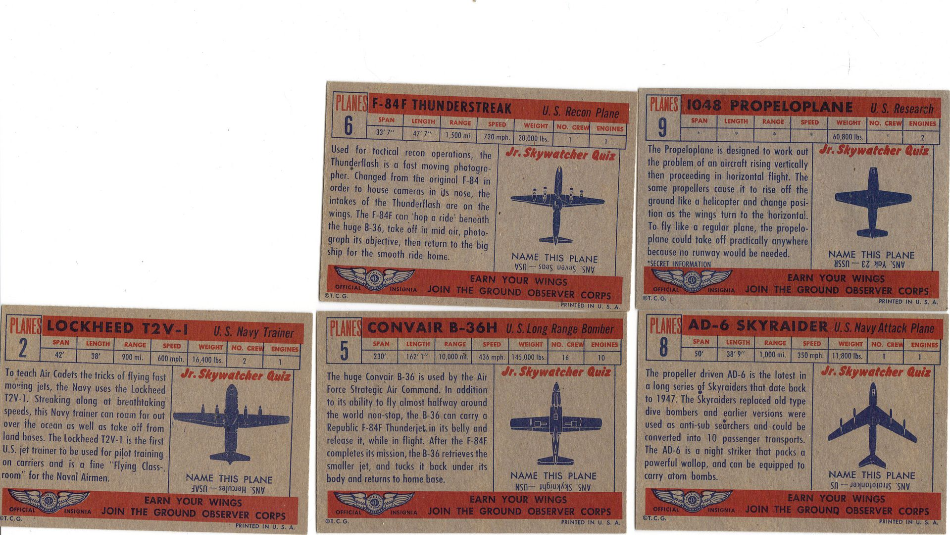 PLANES
6
F-84F THUNDERSTREAK U. S. Recon Plane
SPAN LENGTH RANGE SPEED WEIGHT NO. CREW ENGINES
33' 7" 47' 7" 1,500 mi. 720 mph. 20,000 lbs. 1 1
Used for tactical recon operations, the
Thunderflash is a fast moving photogra-
pher. Changed from the original F-84 in
order to house cameras in its nose, the
intakes of the Thunderflash are on the
wings. The F-84F can 'hop a ride' beneath
the huge B-36, take off in mid air, photo-
graph its objective, then return to the big
ship for the smooth ride home.
Jr. Skywatcher Quiz
NAME THIS PLANE
ANS. Seven Seas — USA
OFFICIAL INSIGNIA
EARN YOUR WINGS
JOIN THE GROUND OBSERVER CORPS
©T. C. G. PRINTED IN U. S. A.
PLANES
9
1048 PROPELOPLANE U. S. Research
SPAN LENGTH RANGE SPEED WEIGHT NO. CREW ENGINES
* * * * 60,800 lbs. * 2
The Propeloplane is designed to work out
the problem of an aircraft rising vertically
then proceeding in horizontal flight. The
same propellers cause it to rise off the
ground like a helicopter and change posi-
tion as the wings turn to the horizontal.
To fly like a regular plane, the propelo-
plane could take off practically anywhere
because no runway would be needed.
*SECRET INFORMATION
Jr. Skywatcher Quiz
NAME THIS PLANE
ANS. Yak 23 — USSR
OFFICIAL INSIGNIA
EARN YOUR WINGS
JOIN THE GROUND OBSERVER CORPS
©T. C. G. PRINTED IN U. S. A.
PLANES
2
LOCKHEED T2V-1 U. S. Navy Trainer
SPAN LENGTH RANGE SPEED WEIGHT NO. CREW ENGINES
42' 38' 900 mi. 600 mph. 16,400 lbs. 2 1
To teach Air Cadets the tricks of flying fast
moving jets, the Navy uses the Lockheed
T2V-1. Streaking along at breathtaking
speeds, this Navy trainer can roam far out
over the ocean as well as take off from
land bases. The Lockheed T2V-1 is the first
U.S. jet trainer to be used for pilot training
on carriers and is a fine "Flying Class-
room" for the Naval Airmen.
Jr. Skywatcher Quiz
NAME THIS PLANE
ANS. Hercules — USAF
OFFICIAL INSIGNIA
EARN YOUR WINGS
JOIN THE GROUND OBSERVER CORPS
©T. C. G. PRINTED IN U. S. A.
PLANES
5
CONVAIR B-36H U.S. Long Range Bomber
SPAN LENGTH RANGE SPEED WEIGHT NO. CREW ENGINES
230' 162' 1" 10,000 mi. 436 mph. 16 10
The huge Convair B-36 is used by the Air
Force Strategic Air Command. In addition
to its ability to fly almost halfway around
the world non-stop, the B-36 can carry a
Republic F-84F Thunderjet in its belly and
release it, while in flight. After the F-84F
completes its mission, the B-36 retrieves the
smaller jet, and tucks it back under its
body and returns to home base.
Jr. Skywatcher Quiz
NAME THIS PLANE
ANS. Skyknight — USN
OFFICIAL INSIGNIA
EARN YOUR WINGS
JOIN THE GROUND OBSERVER CORPS
©T. C. G. PRINTED IN U. S. A.
PLANES
8
AD-6 SKYRAIDER U.S. Navy Attack Plane
SPAN LENGTH RANGE SPEED WEIGHT NO. CREW ENGINES
50' 38' 9" 1,000 mi. 350 mph. 11,800 lbs. 1 1
The propeller driven AD-6 is the latest in
a long series of Skyraiders that date back
to 1947. The Skyraiders replaced old type
dive bombers and earlier versions were
used as anti-sub searchers and could be
converted into 10 passenger transports.
The AD-6 is a night striker that packs a
powerful wallop, and can be equipped to
carry atom bombs.
Jr. Skywatcher Quiz
NAME THIS PLANE
ANS. Stratotanker — US
OFFICIAL INSIGNIA
EARN YOUR WINGS
JOIN THE GROUND OBSERVER CORPS
©T. C. G. PRINTED IN U. S. A.